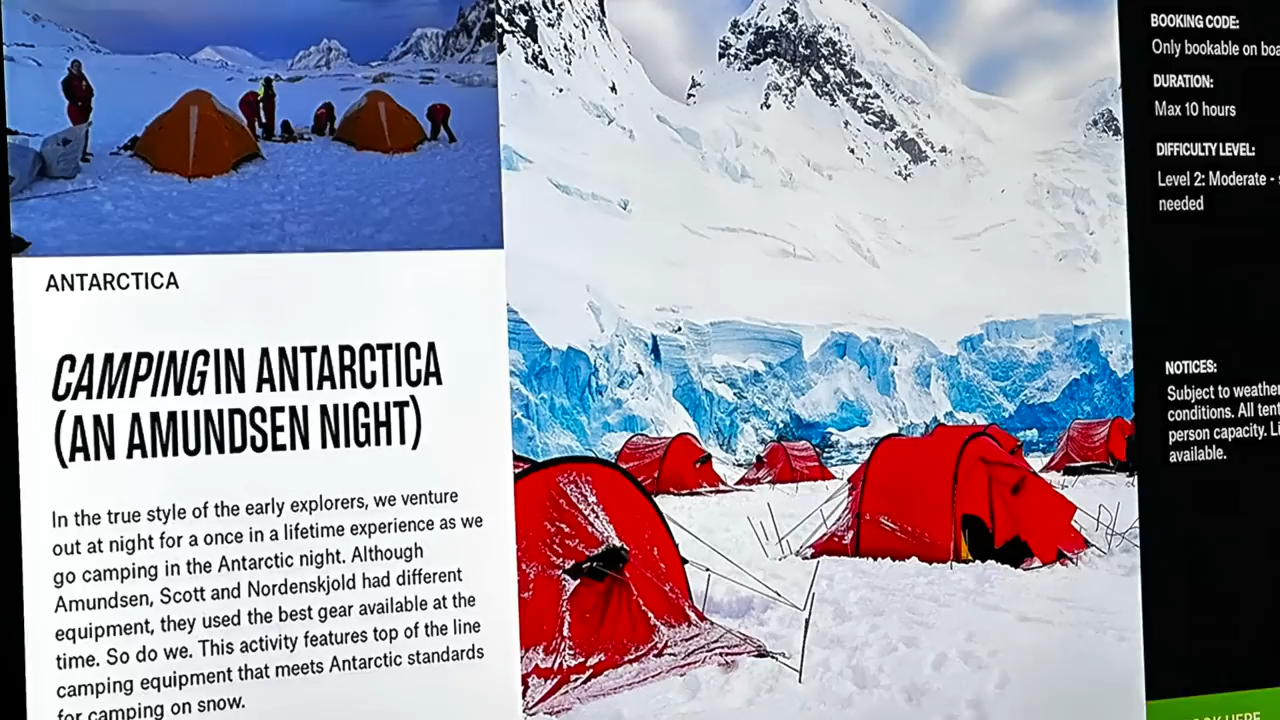 ANTARCTICA
CAMPING IN ANTARCTICA
(AN AMUNDSEN NIGHT)
In the true style of the early explorers, we venture
out at night for a once in a lifetime experience as we
go camping in the Antarctic night. Although
Amundsen, Scott and Nordenskjold had different
equipment, they used the best gear available at the
time. So do we. This activity features top of the line
camping equipment that meets Antarctic standards
for camping on snow.
BOOKING CODE:
Only bookable on
DURATION:
Max 10 hours
DIFFICULTY LEVEL:
Level 2: Moderate -
needed
NOTICES:
Subject to weather
conditions. All
person capacity.
available.
HERE